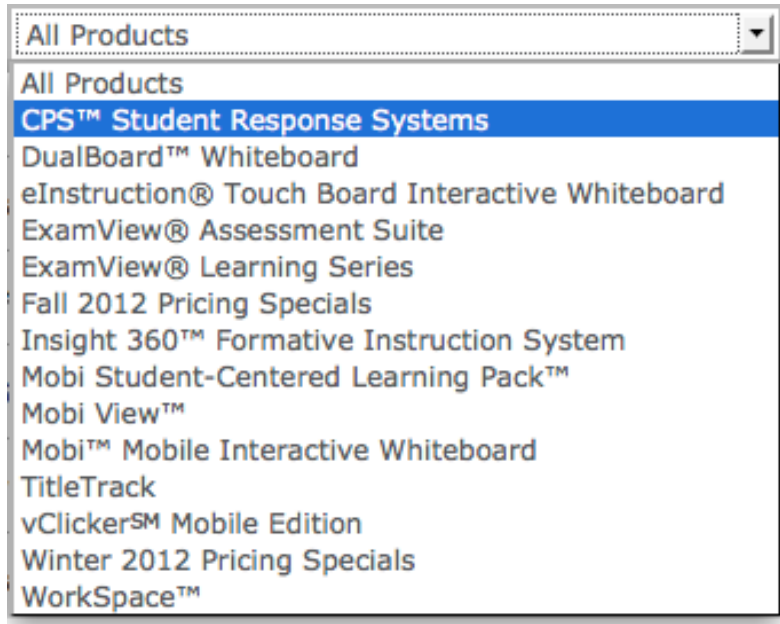 All Products
All Products
CPS™ Student Response Systems
DualBoard™ Whiteboard
eInstruction® Touch Board Interactive Whiteboard
ExamView® Assessment Suite
ExamView® Learning Series
Fall 2012 Pricing Specials
Insight 360™ Formative Instruction System
Mobi Student-Centered Learning Pack™
Mobi View™
Mobi™ Mobile Interactive Whiteboard
TitleTrack
vClicker℠ Mobile Edition
Winter 2012 Pricing Specials
WorkSpace™